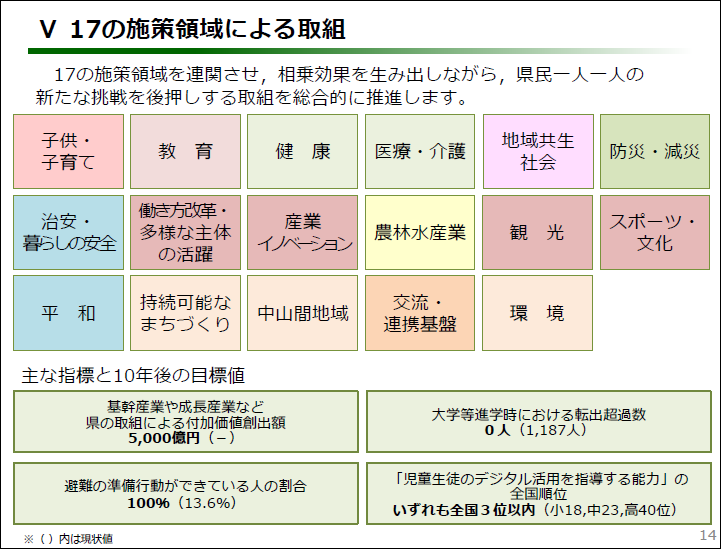 Ⅴ 17の施策領域による取組
17の施策領域を連関させ，相乗効果を生み出しながら，県民一人一人の
新たな挑戦を後押しする取組を総合的に推進します。
子供・
子育て
教　育
健　康
医療・介護
地域共生
社会
防災・減災
治安・
暮らしの安全
働き方改革・
多様な主体
の活躍
産業
イノベーション
農林水産業
観　光
スポーツ・
文化
平　和
持続可能な
まちづくり
中山間地域
交流・
連携基盤
環　境
主な指標と10年後の目標値
基幹産業や成長産業など
県の取組による付加価値創出額
5,000億円（－）
大学等進学時における転出超過数
０人（1,187人）
避難の準備行動ができている人の割合
100%（13.6%）
「児童生徒のデジタル活用を指導する能力」の
全国順位
いずれも全国３位以内（小18,中23,高40位）
※（ ）内は現状値
14